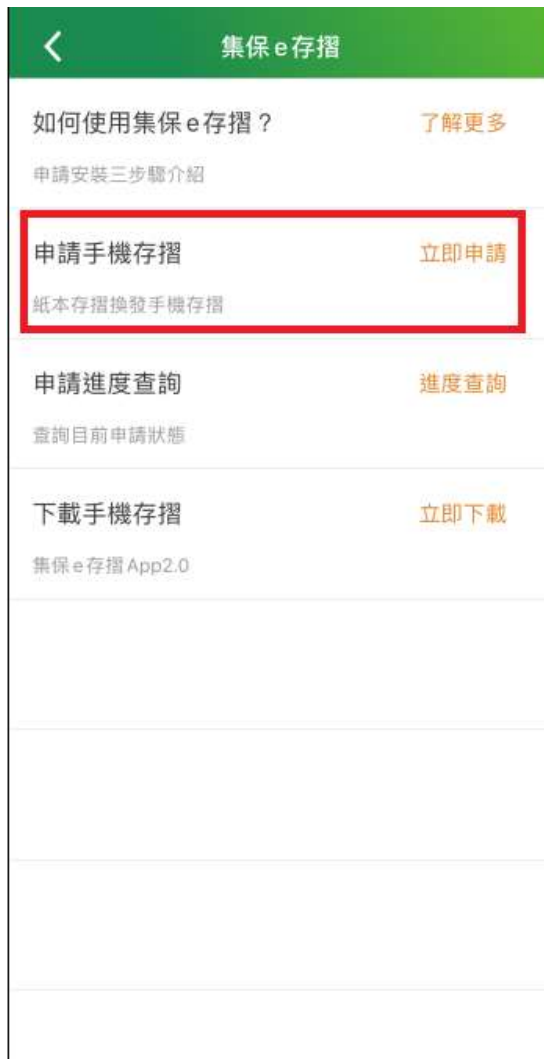 集保e存摺
如何使用集保e存摺？ 了解更多
申請安裝三步驟介紹
申請手機存摺 立即申請
紙本存摺換發手機存摺
申請進度查詢 進度查詢
查詢目前申請狀態
下載手機存摺 立即下載
集保e存摺App2.0